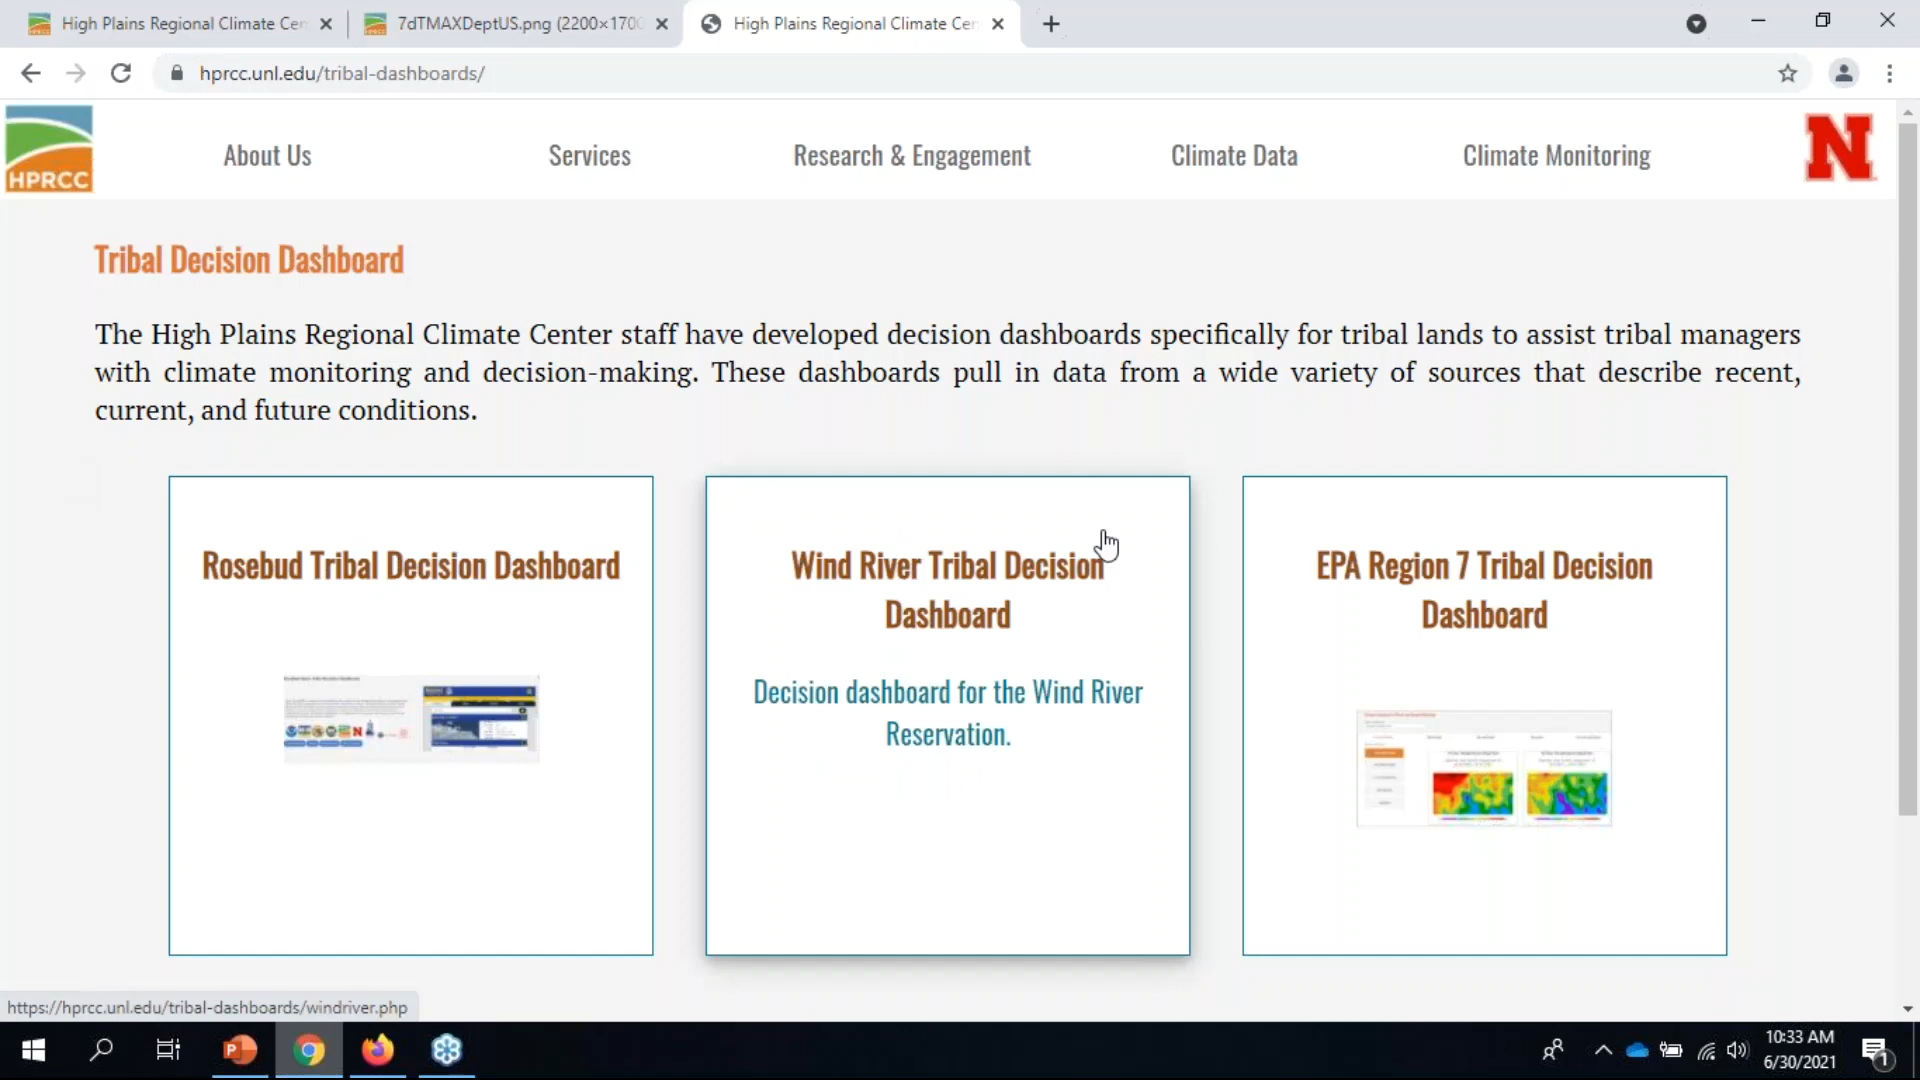 High Plains Regional Climate Cen
7dTMAXDeptUS.png (2200×1700
High Plains Regional Climate Cen
hprcc.unl.edu/tribal-dashboards/
HPRCC
About Us
Services
Research & Engagement
Climate Data
Climate Monitoring
N
Tribal Decision Dashboard
The High Plains Regional Climate Center staff have developed decision dashboards specifically for tribal lands to assist tribal managers
with climate monitoring and decision-making. These dashboards pull in data from a wide variety of sources that describe recent,
current, and future conditions.
Rosebud Tribal Decision Dashboard
Wind River Tribal Decision
Dashboard
Decision dashboard for the Wind River
Reservation.
EPA Region 7 Tribal Decision
Dashboard
https://hprcc.unl.edu/tribal-dashboards/windriver.php
10:33 AM
6/30/2021
1